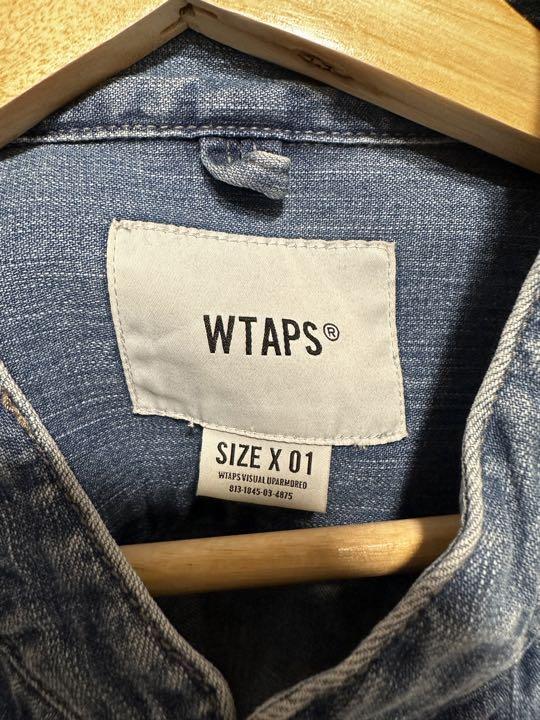 WTAPS®
SIZE X 01
WTAPS VISUAL UPARMORED
813-1845-03-4875